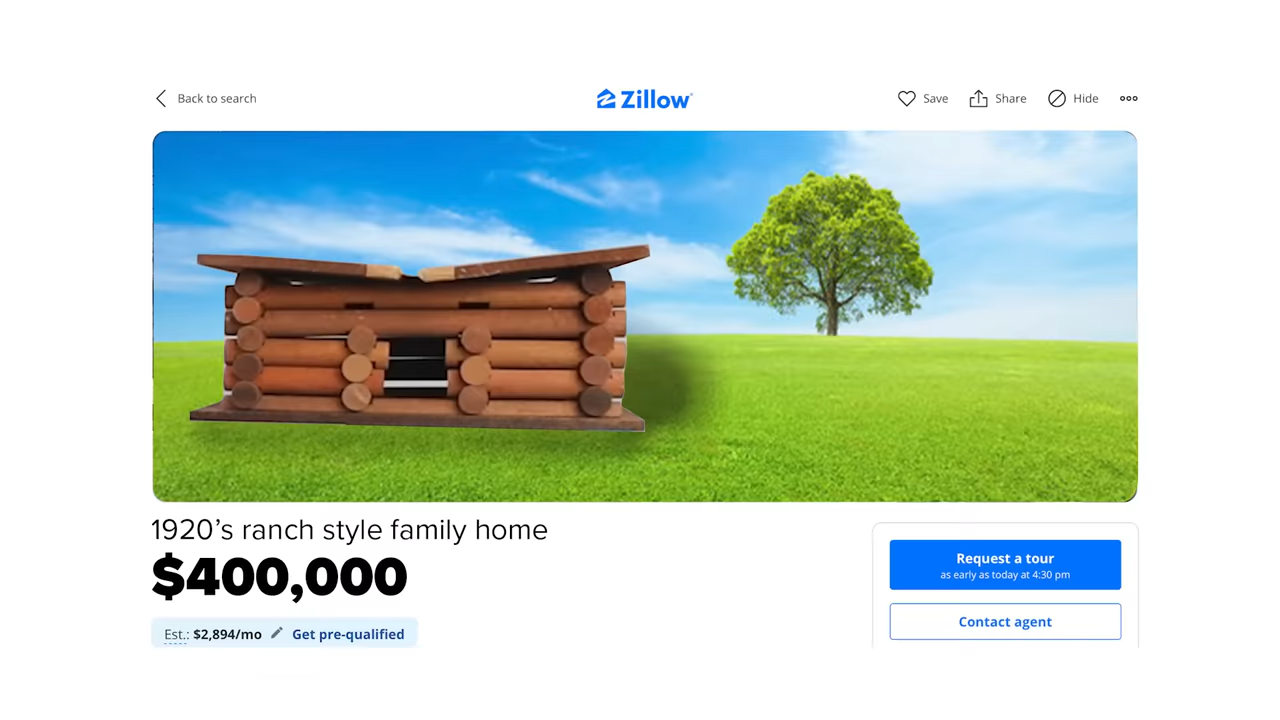 Back to search
Zillow
Save
Share
Hide
1920’s ranch style family home
$400,000
Est.: $2,894/mo
Get pre-qualified
Request a tour
as early as today at 4:30 pm
Contact agent